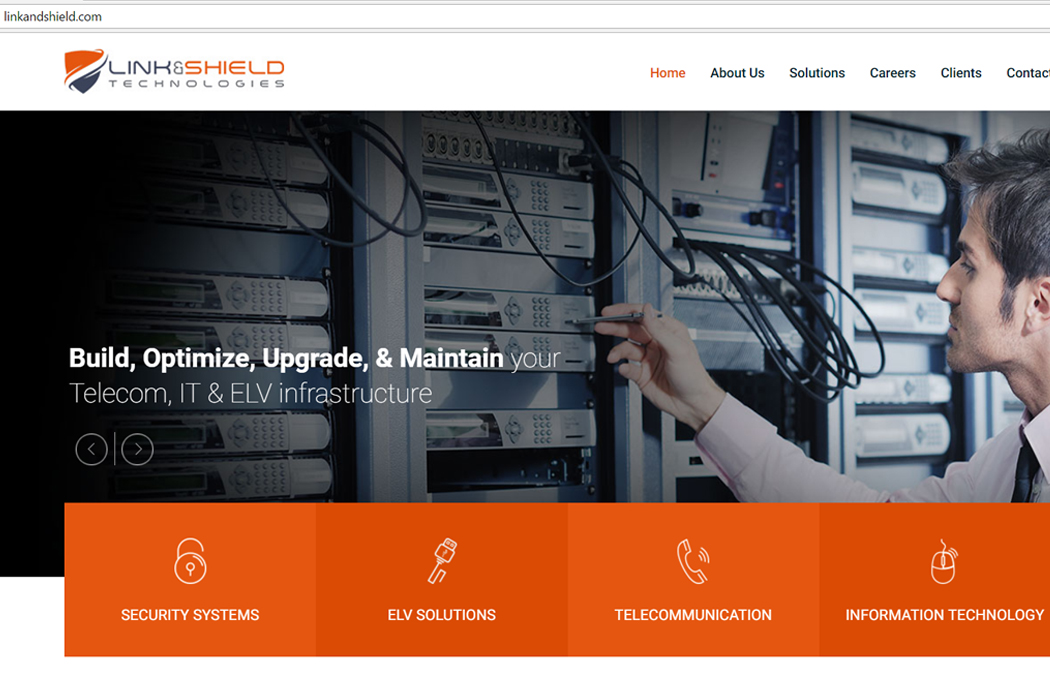 linkandshield.com
LINK&SHIELD
TECHNOLOGIES
Home About Us Solutions Careers Clients Contact
Build, Optimize, Upgrade, & Maintain your
Telecom, IT & ELV infrastructure
SECURITY SYSTEMS ELV SOLUTIONS TELECOMMUNICATION INFORMATION TECHNOLOGY